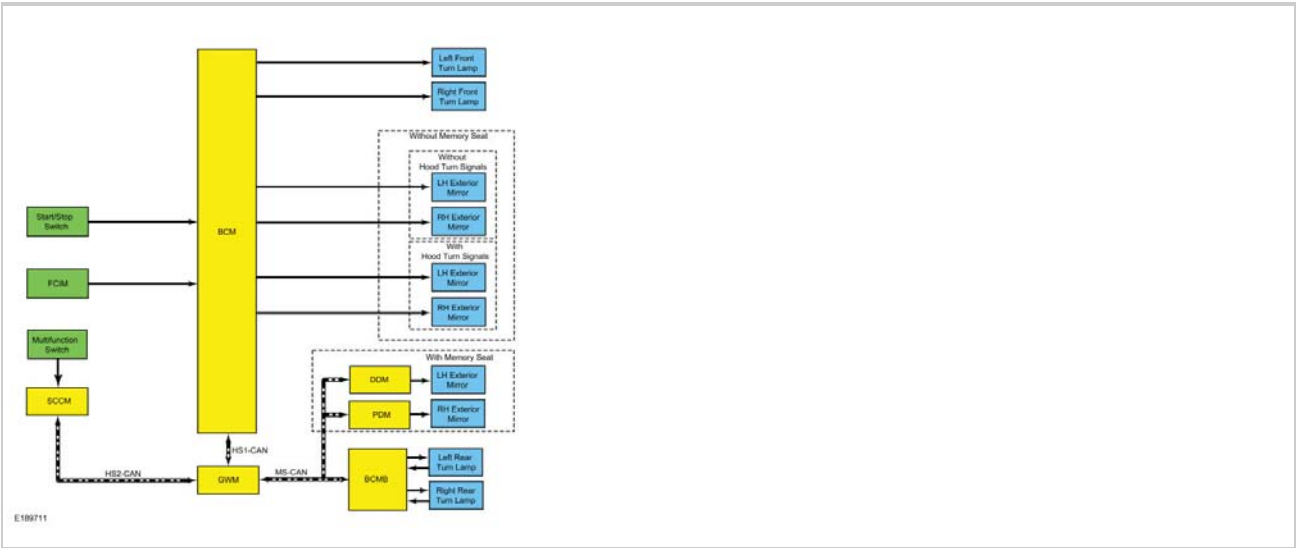 Left Front
Turn Lamp
Right Front
Turn Lamp
Without Memory Seat
Without
Hood Turn Signals
LH Exterior
Mirror
RH Exterior
Mirror
Start/Stop
Switch
BCM
With
Hood Turn Signals
LH Exterior
Mirror
FCIM
RH Exterior
Mirror
Multifunction
Switch
With Memory Seat
DDM
LH Exterior
Mirror
SCCM
PDM
RH Exterior
Mirror
HS1-CAN
HS2-CAN
GWM
MS-CAN
BCMB
Left Rear
Turn Lamp
Right Rear
Turn Lamp
E189711